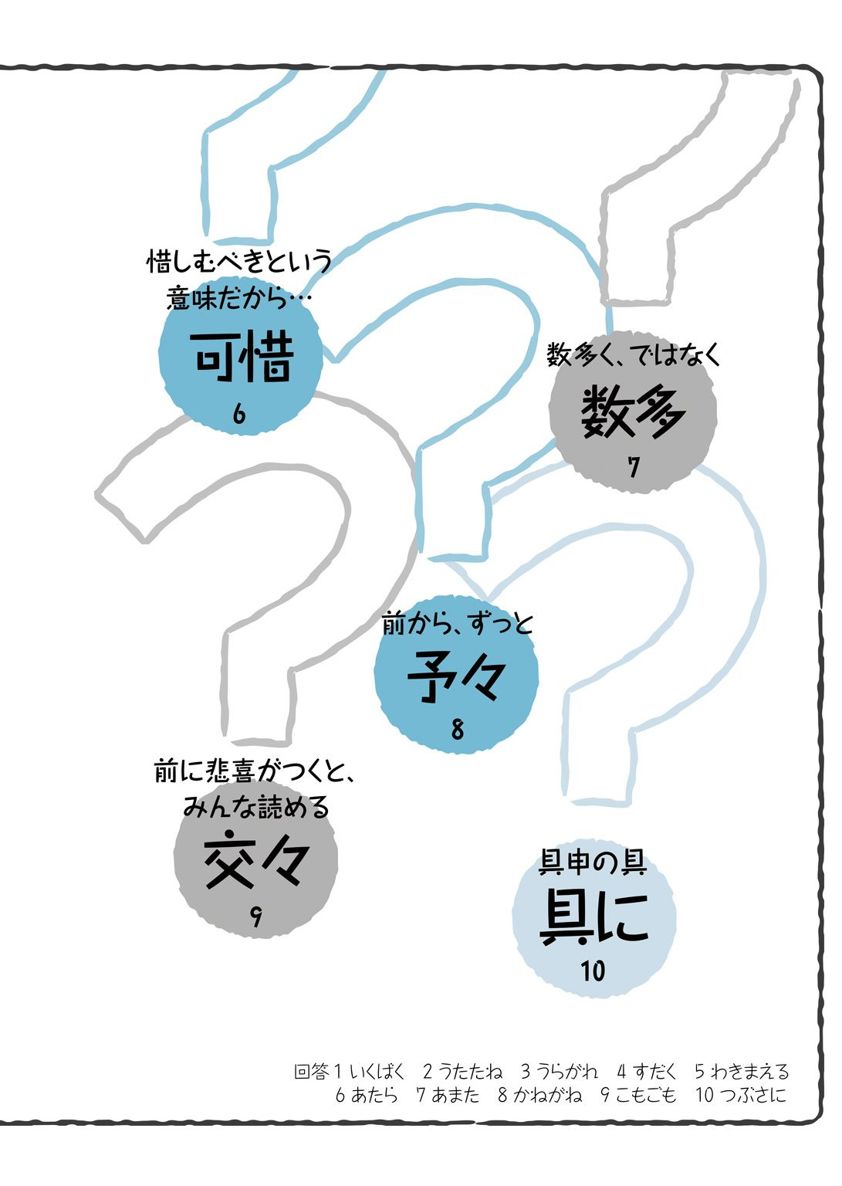 惜しむべきという
意味だから…
可惜
6
数多く、ではなく
数多
7
前から、ずっと
予々
8
前に悲喜がつくと、
みんな読める
交々
9
具申の具
具に
10
回答 1 いくばく 2 うたたね 3 うらがれ 4 すだく 5 わきまえる
6 あたら 7 あまた 8 かねがね 9 こもごも 10 つぶさに